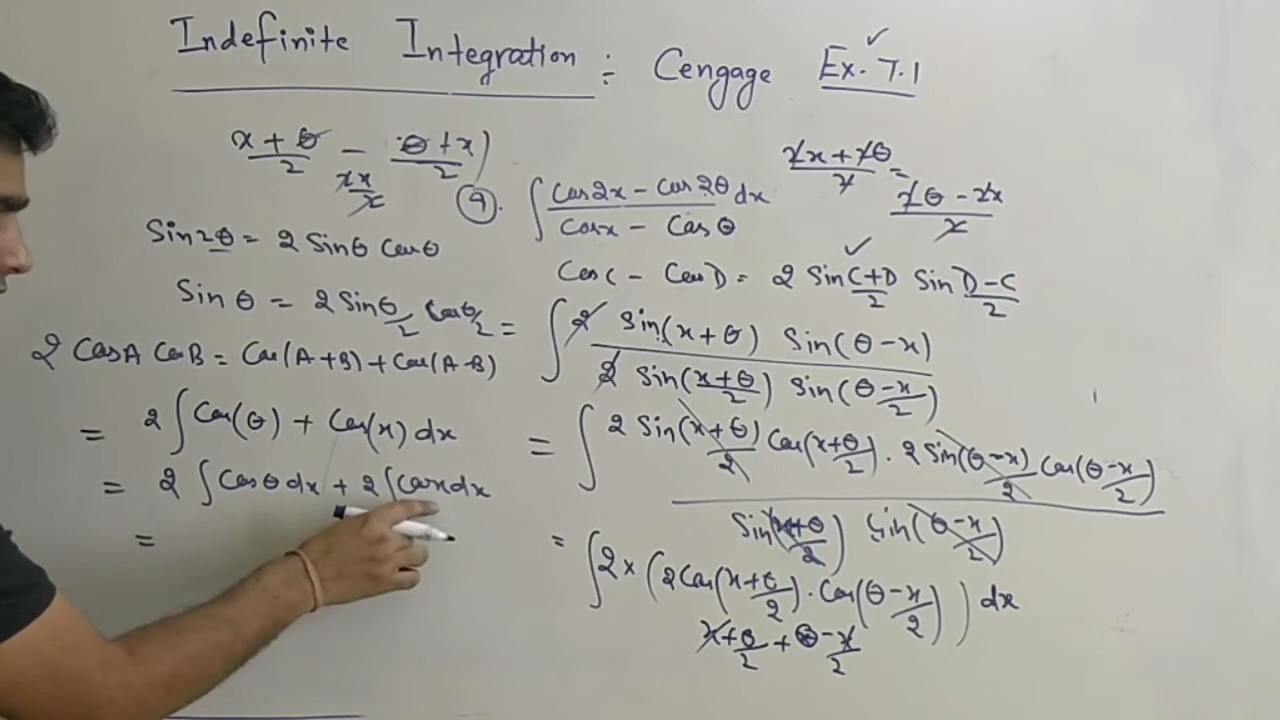 Indefinite Integration :- Cengage Ex. 7.1 ✓
x + θ/2 - θ + x)/2
2x/2
2x + 2θ/2 =
2θ - 2x/2
9. ∫ Cos2x - Cos2θ/Cosx - Cosθ dx
Sin2θ = 2 Sinθ Cosθ
CosC - CosD = 2 Sin C+D/2 Sin D-C/2 ✓
Sinθ = 2 Sin θ/2 Cos θ/2
= ∫ 2 Sin(x+θ) Sin(θ-x)/2 Sin(x+θ/2) Sin(θ-x/2)
2 CosA CosB = Cos(A+B) + Cos(A-B)
= 2 ∫ Cos(θ) + Cos(x) dx
= ∫ 2 Sin(x+θ)/2 Cos(x+θ/2) . 2 Sin(θ-x)/2 Cos(θ-x/2)/Sin(x+θ/2) Sin(θ-x/2)
= 2 ∫ Cosθ dx + 2 ∫ Cosx dx
=
= ∫ 2 × (2 Cos(x+θ/2) . Cos(θ-x/2)) dx
x+θ/2 + θ-x/2